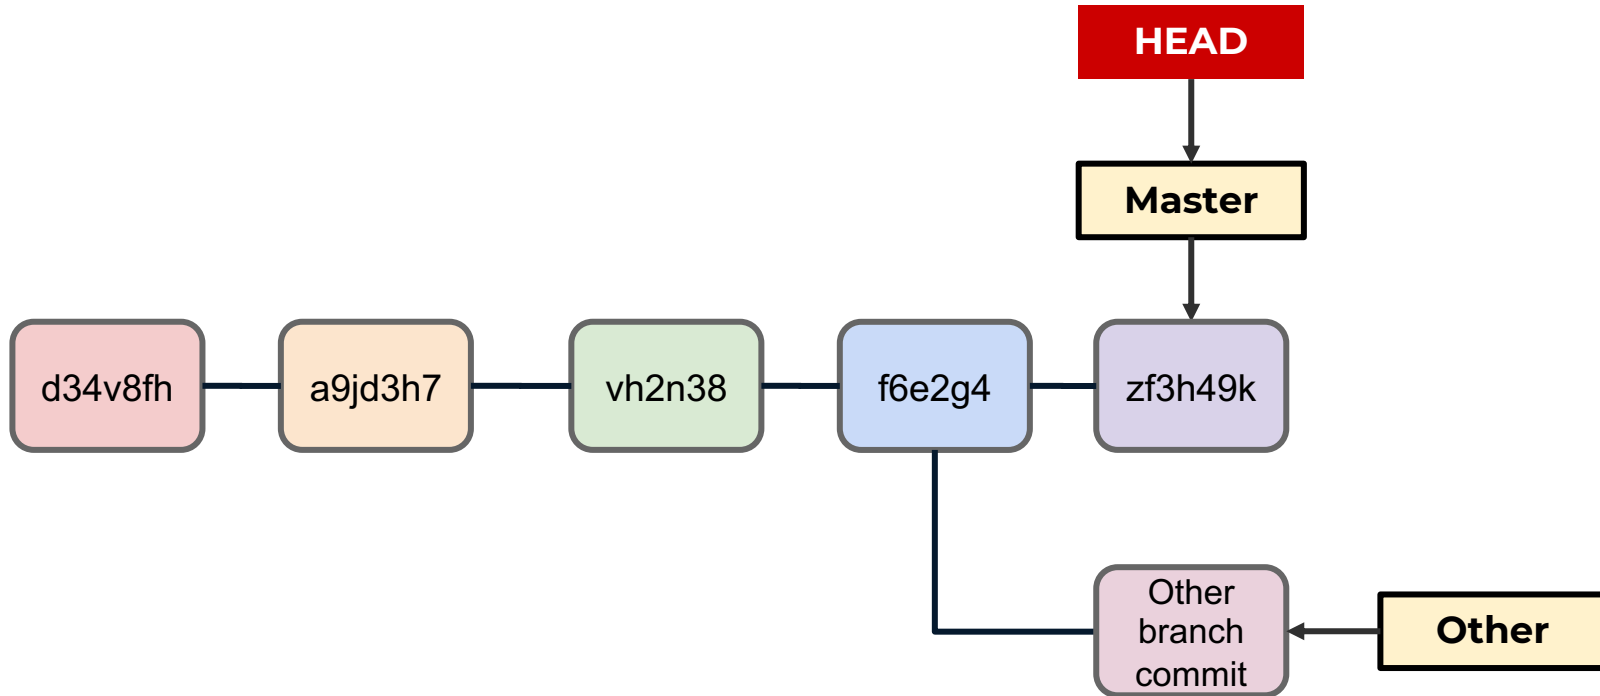 HEAD
Master
d34v8fh
a9jd3h7
vh2n38
f6e2g4
zf3h49k
Other
branch
commit
Other